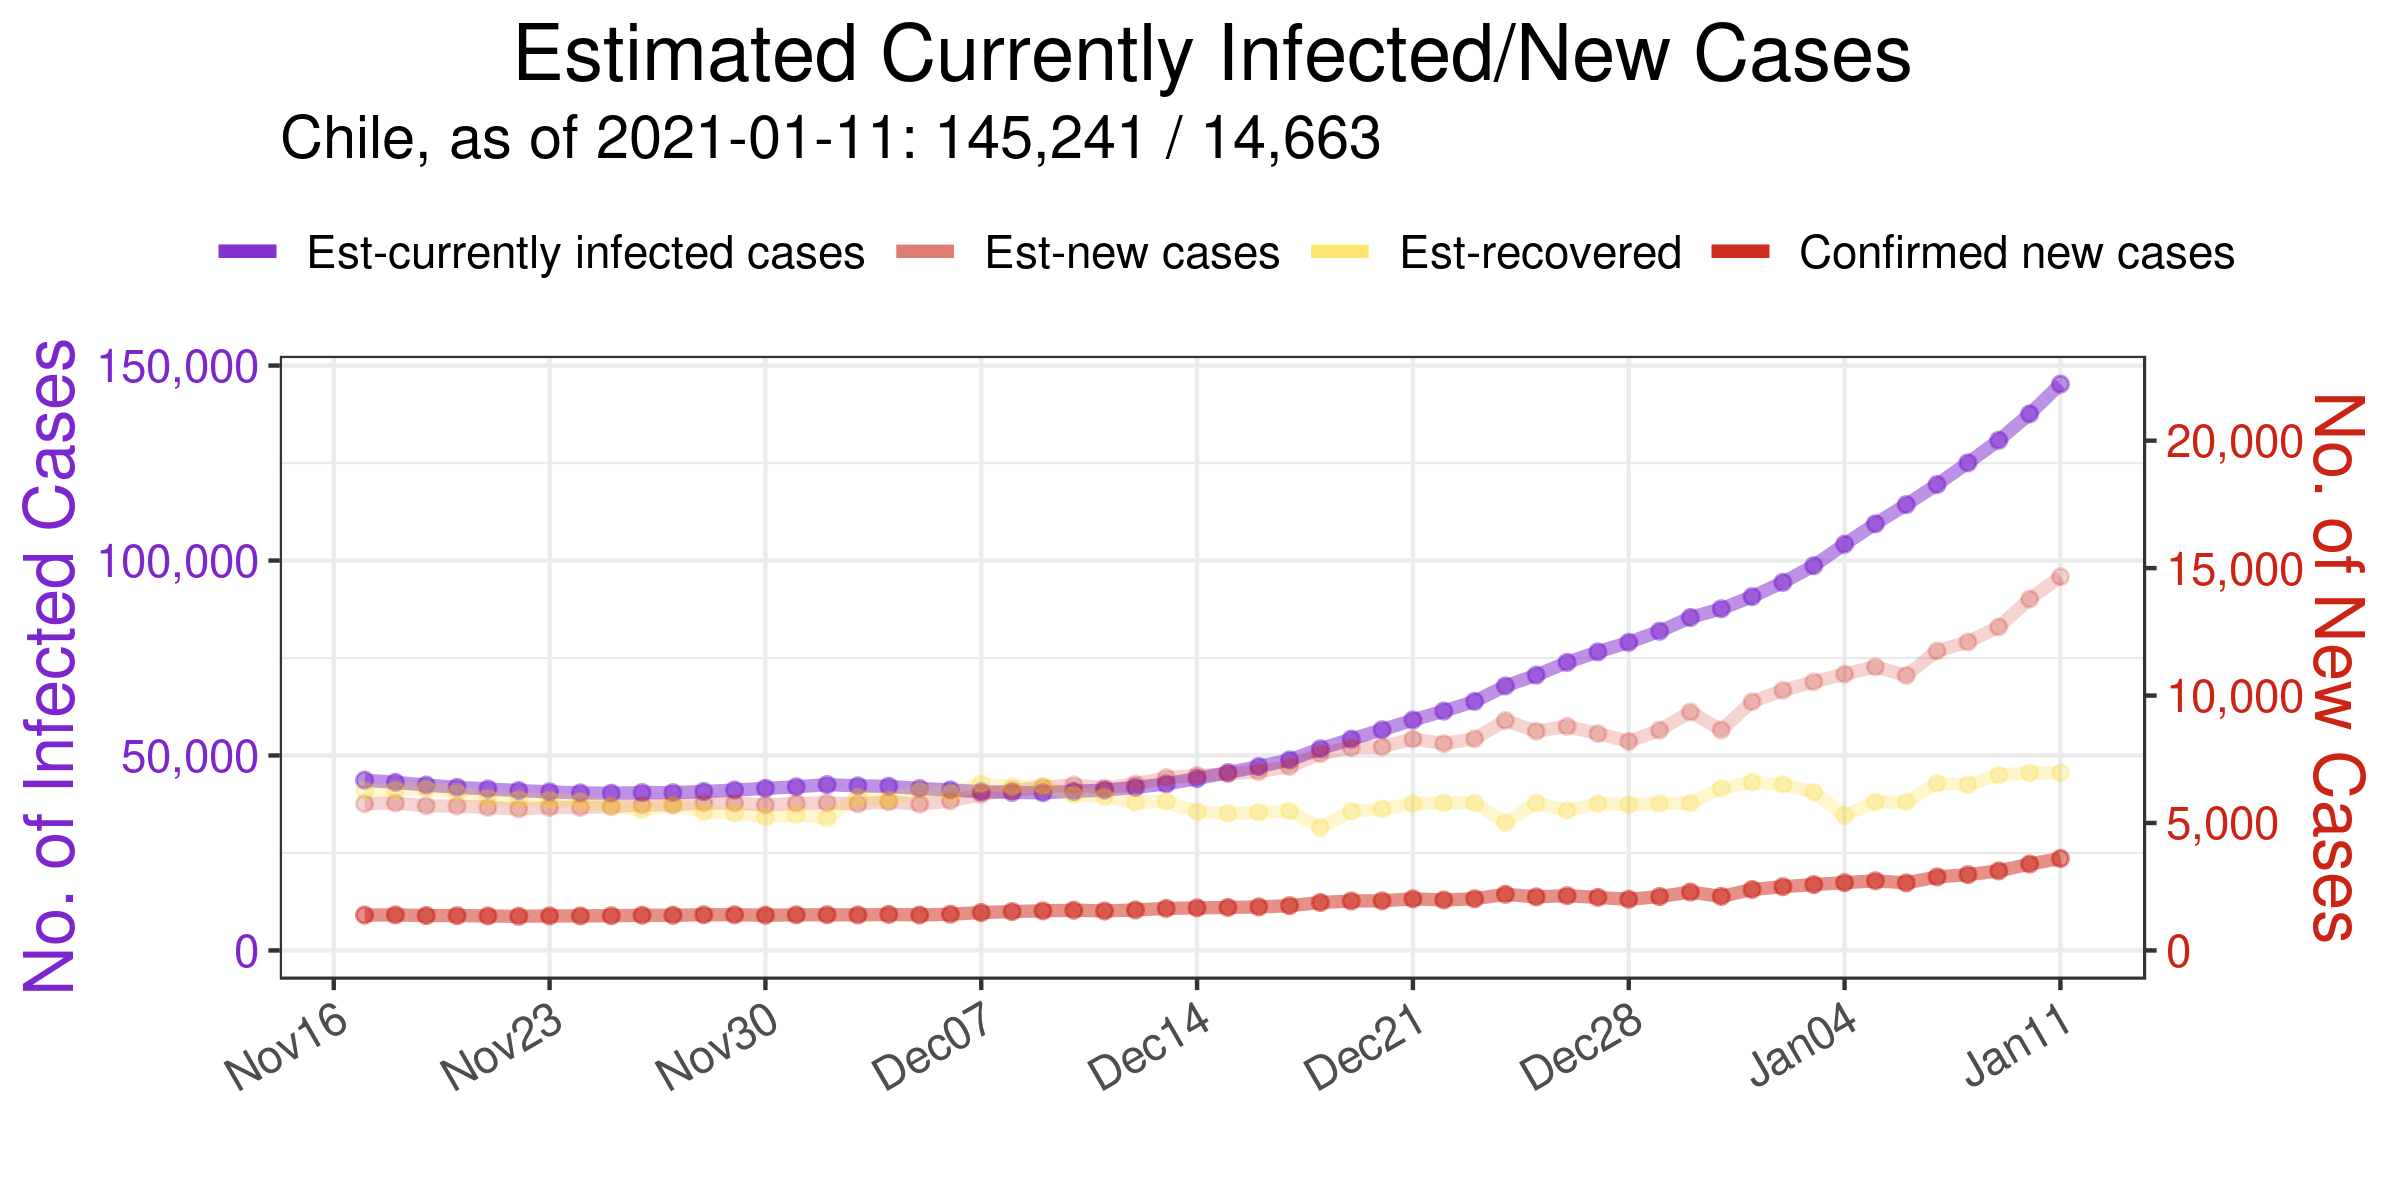 Estimated Currently Infected/New Cases
Chile, as of 2021-01-11: 145,241 / 14,663
Est-currently infected cases Est-new cases Est-recovered Confirmed new cases
No. of Infected Cases
150,000
100,000
50,000
0
20,000
15,000
10,000
5,000
0
No. of New Cases
Nov16 Nov23 Nov30 Dec07 Dec14 Dec21 Dec28 Jan04 Jan11